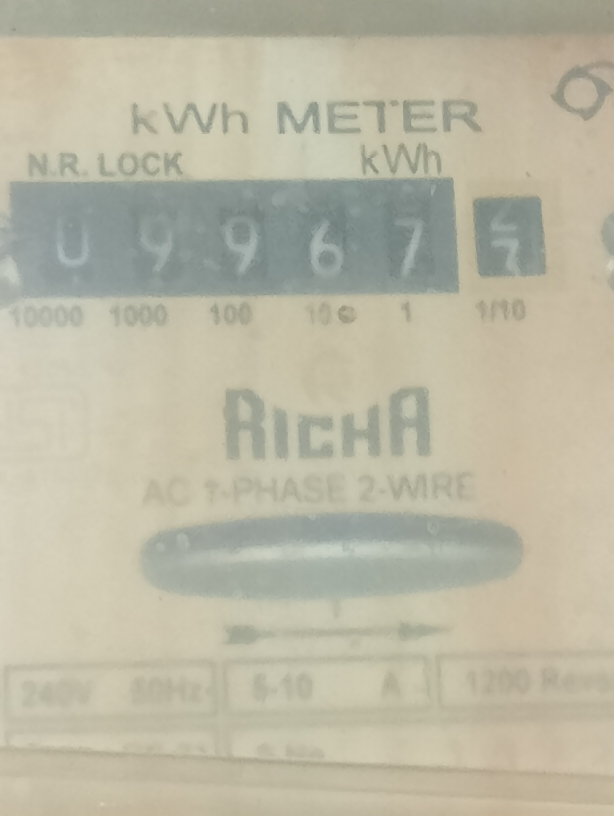 kWh METER
N.R. LOCK kWh
0 9 9 6 7
10000 1000 100 10 1 1/10
RICHA
AC 1-PHASE 2-WIRE
240V 50Hz 5-10 A 1200 Revs